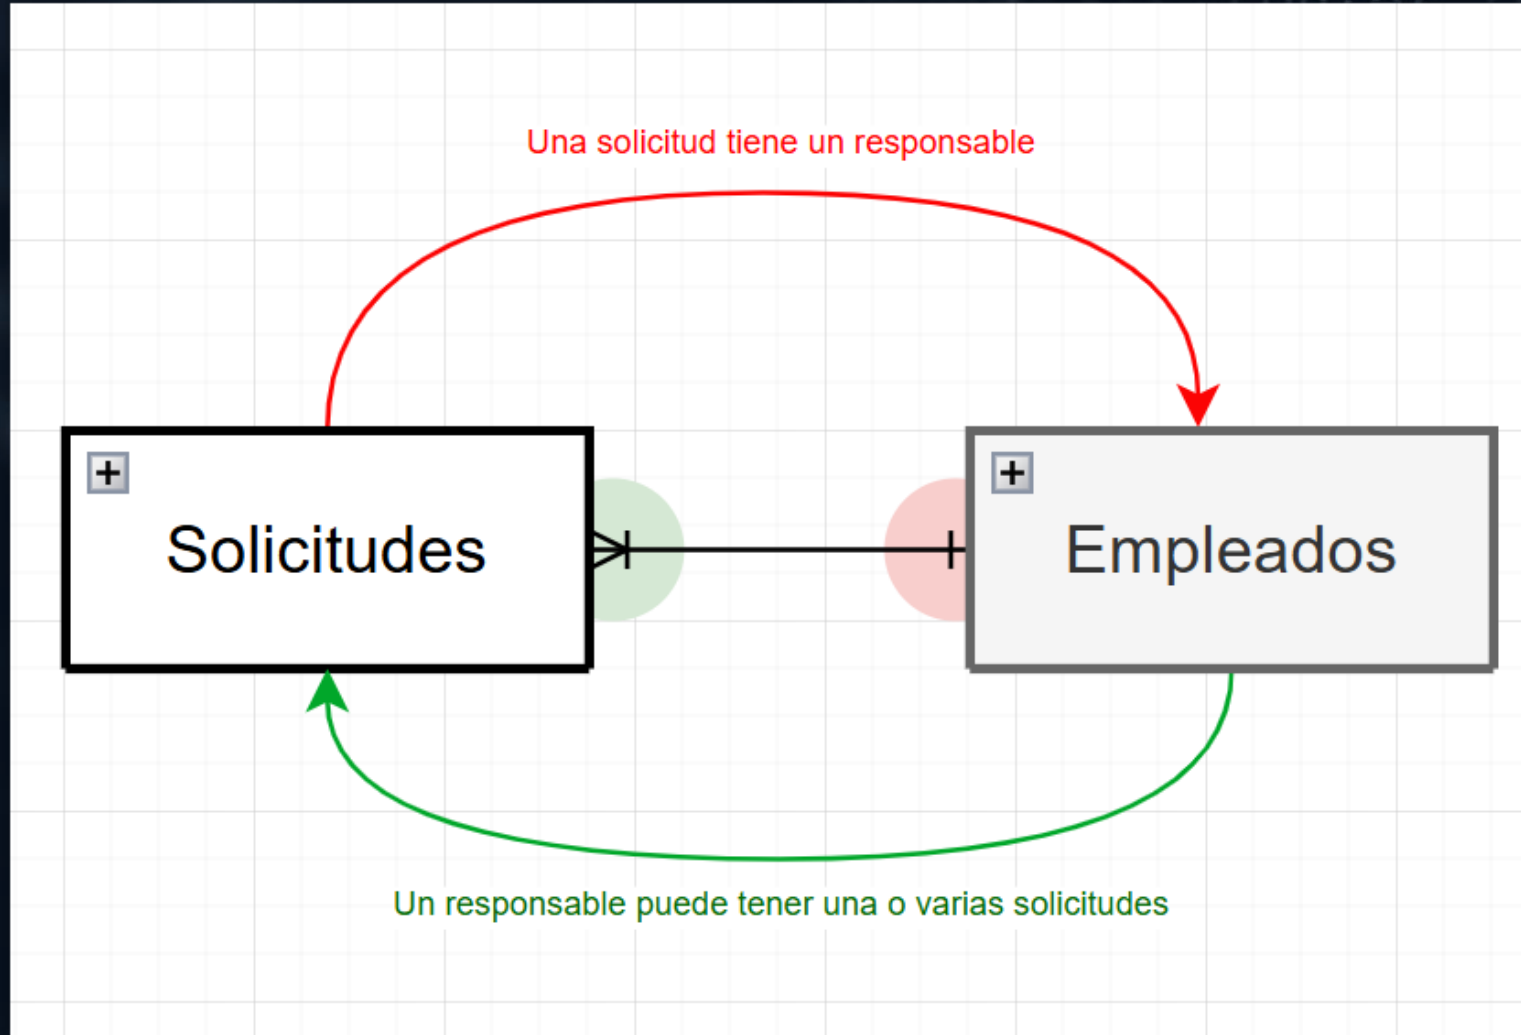 Una solicitud tiene un responsable
Solicitudes
Empleados
Un responsable puede tener una o varias solicitudes